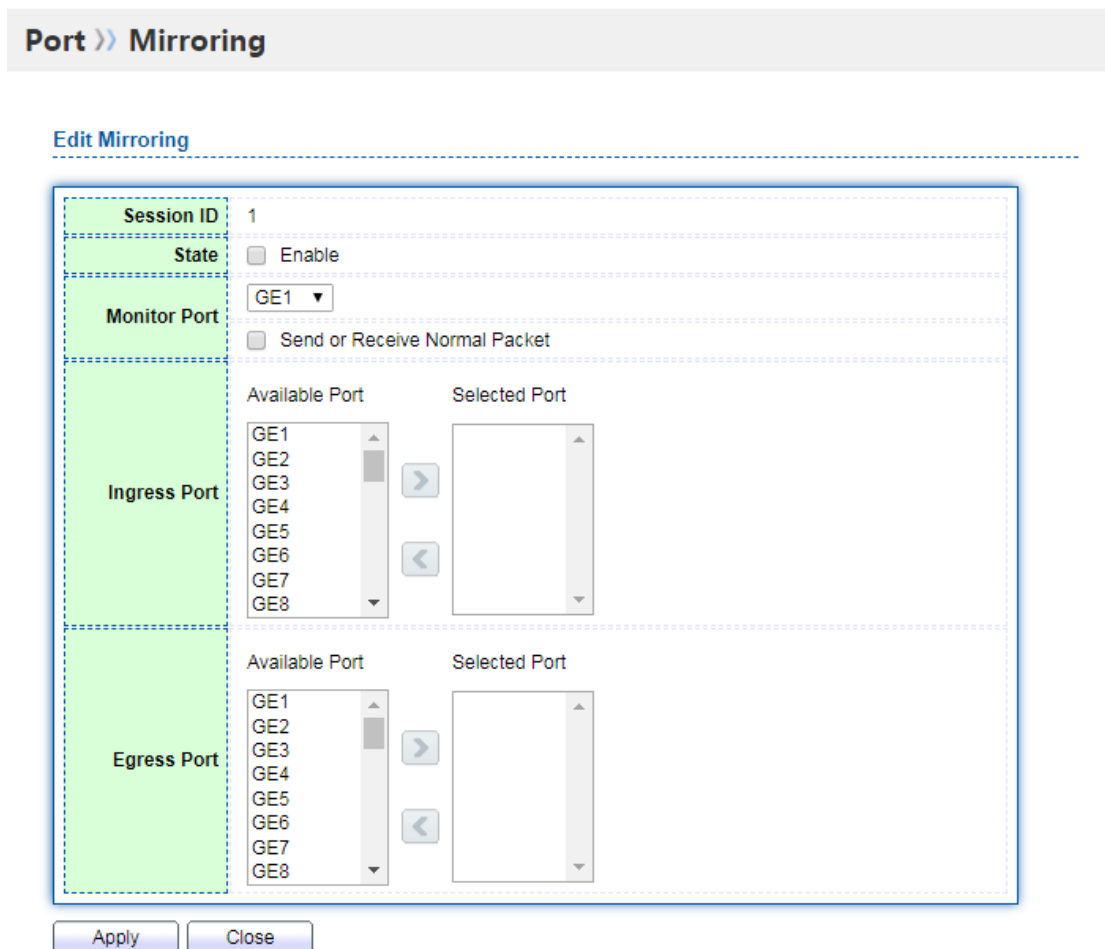 Port » Mirroring
Edit Mirroring
Session ID 1
State Enable
Monitor Port GE1
Send or Receive Normal Packet
Ingress Port
Available Port Selected Port
GE1
GE2
GE3
GE4
GE5
GE6
GE7
GE8
Egress Port
Available Port Selected Port
GE1
GE2
GE3
GE4
GE5
GE6
GE7
GE8
Apply Close